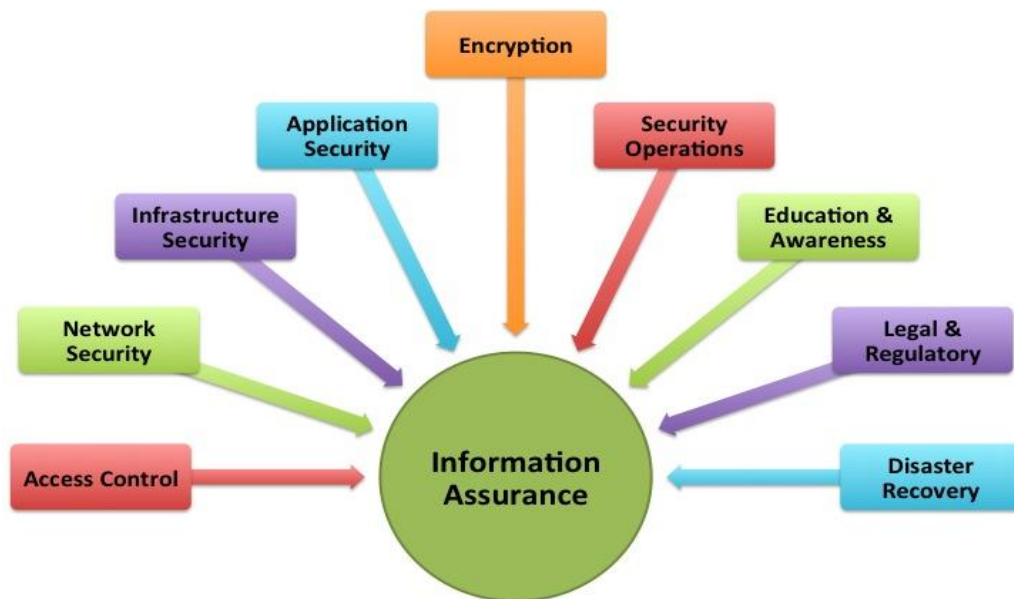 Encryption
Application
Security
Security
Operations
Infrastructure
Security
Education &
Awareness
Network
Security
Legal &
Regulatory
Access Control
Information
Assurance
Disaster
Recovery